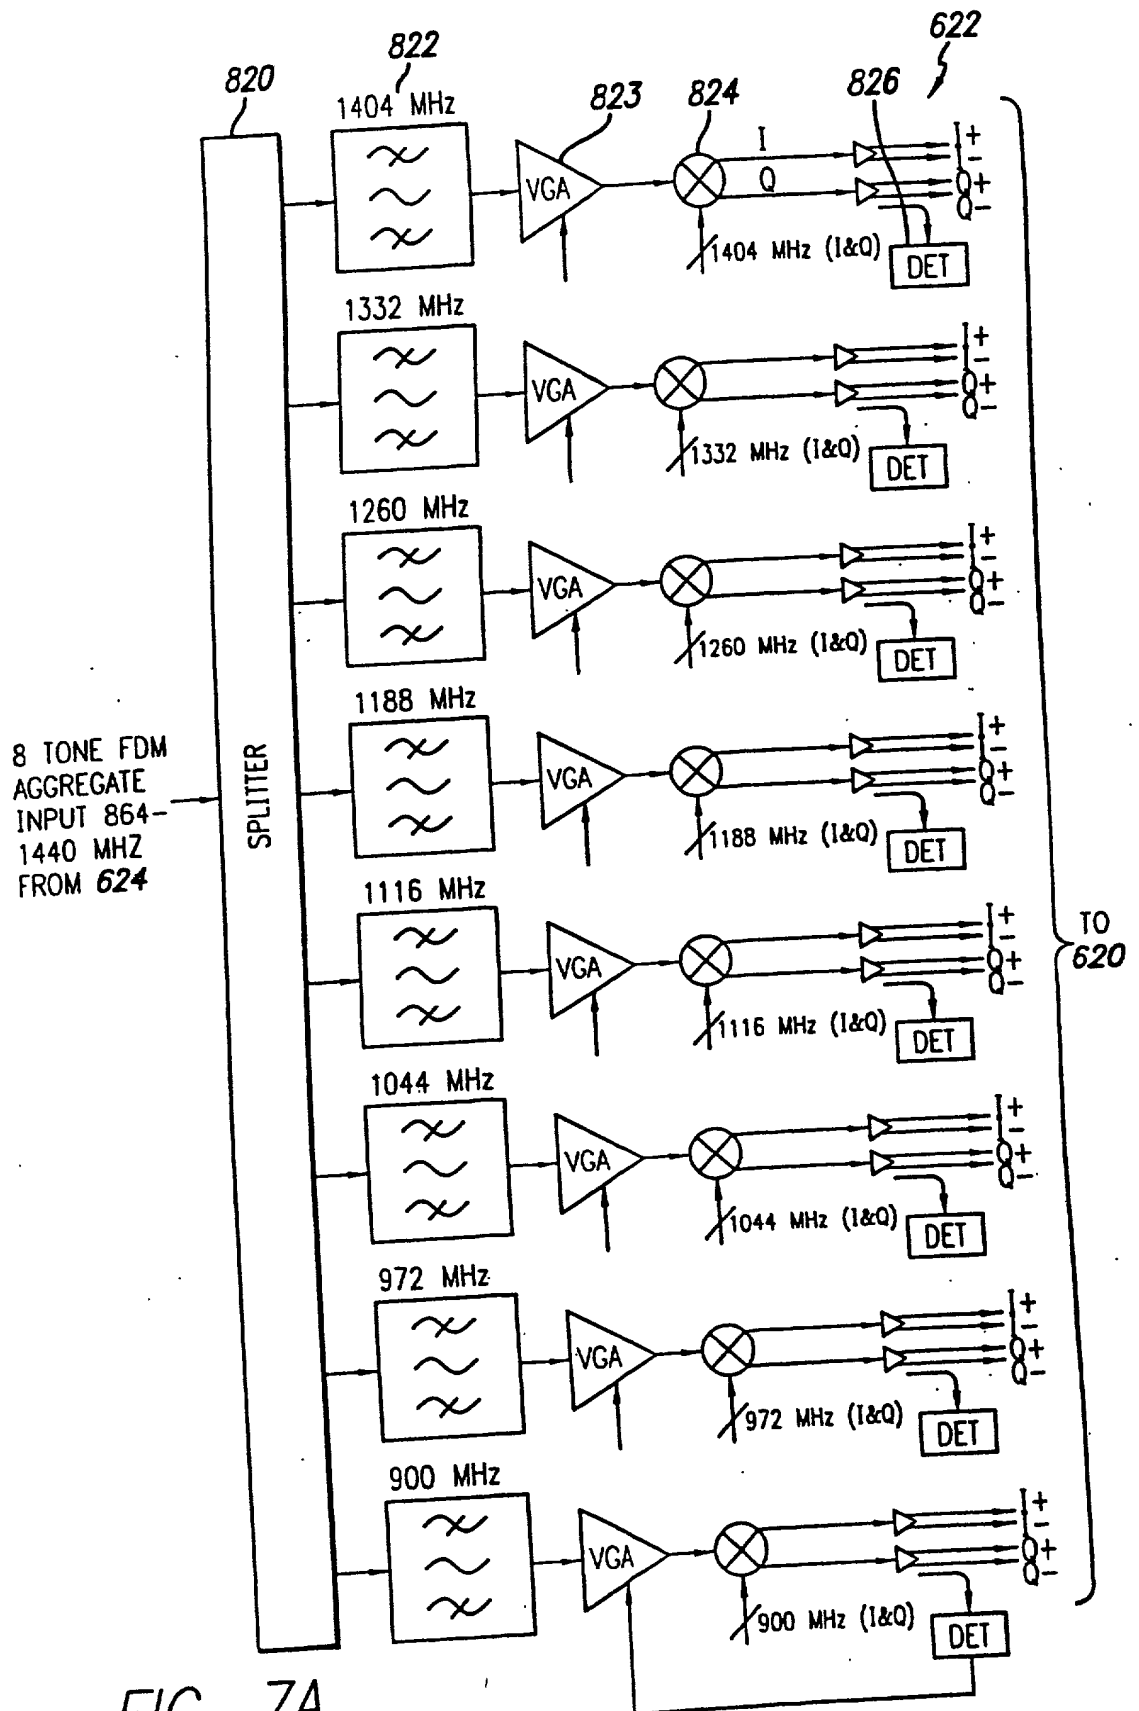 622
822
820
823
824
826
1404 MHz
VGA
I
Q
I+
-
Q+
Q-
1404 MHz (I&Q)
DET
1332 MHz
VGA
I+
-
Q+
Q-
1332 MHz (I&Q)
DET
1260 MHz
VGA
I+
-
Q+
Q-
1260 MHz (I&Q)
DET
1188 MHz
VGA
I+
-
Q+
Q-
1188 MHz (I&Q)
DET
8 TONE FDM
AGGREGATE
INPUT 864-
1440 MHZ
FROM 624
SPLITTER
1116 MHz
VGA
I+
-
Q+
Q-
1116 MHz (I&Q)
DET
TO
620
1044 MHz
VGA
I+
-
Q+
Q-
1044 MHz (I&Q)
DET
972 MHz
VGA
I+
-
Q+
Q-
972 MHz (I&Q)
DET
900 MHz
VGA
I+
-
Q+
Q-
900 MHz (I&Q)
DET
FIG. 7A